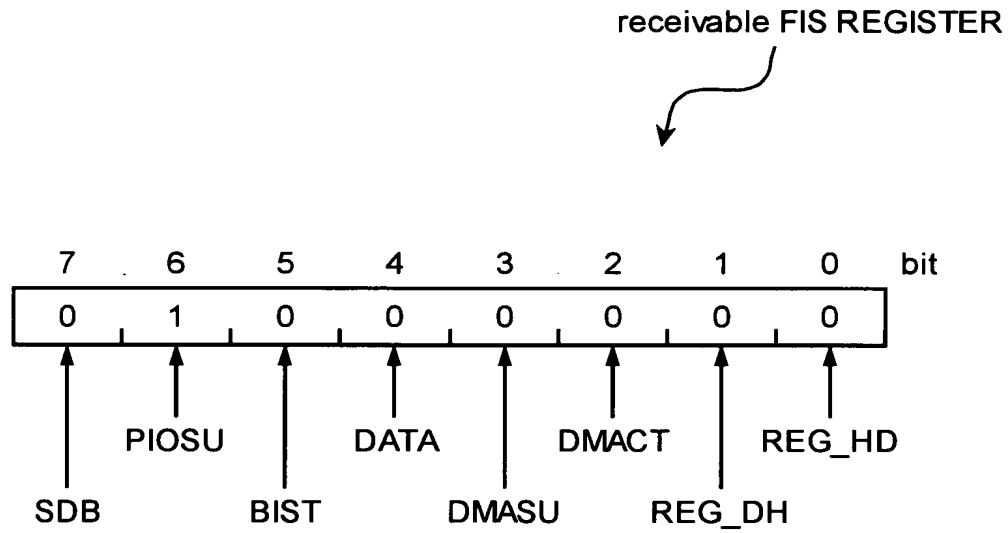 receivable FIS REGISTER
7 6 5 4 3 2 1 0 bit
0 1 0 0 0 0 0 0
PIOSU DATA DMACT REG_HD
SDB BIST DMASU REG_DH